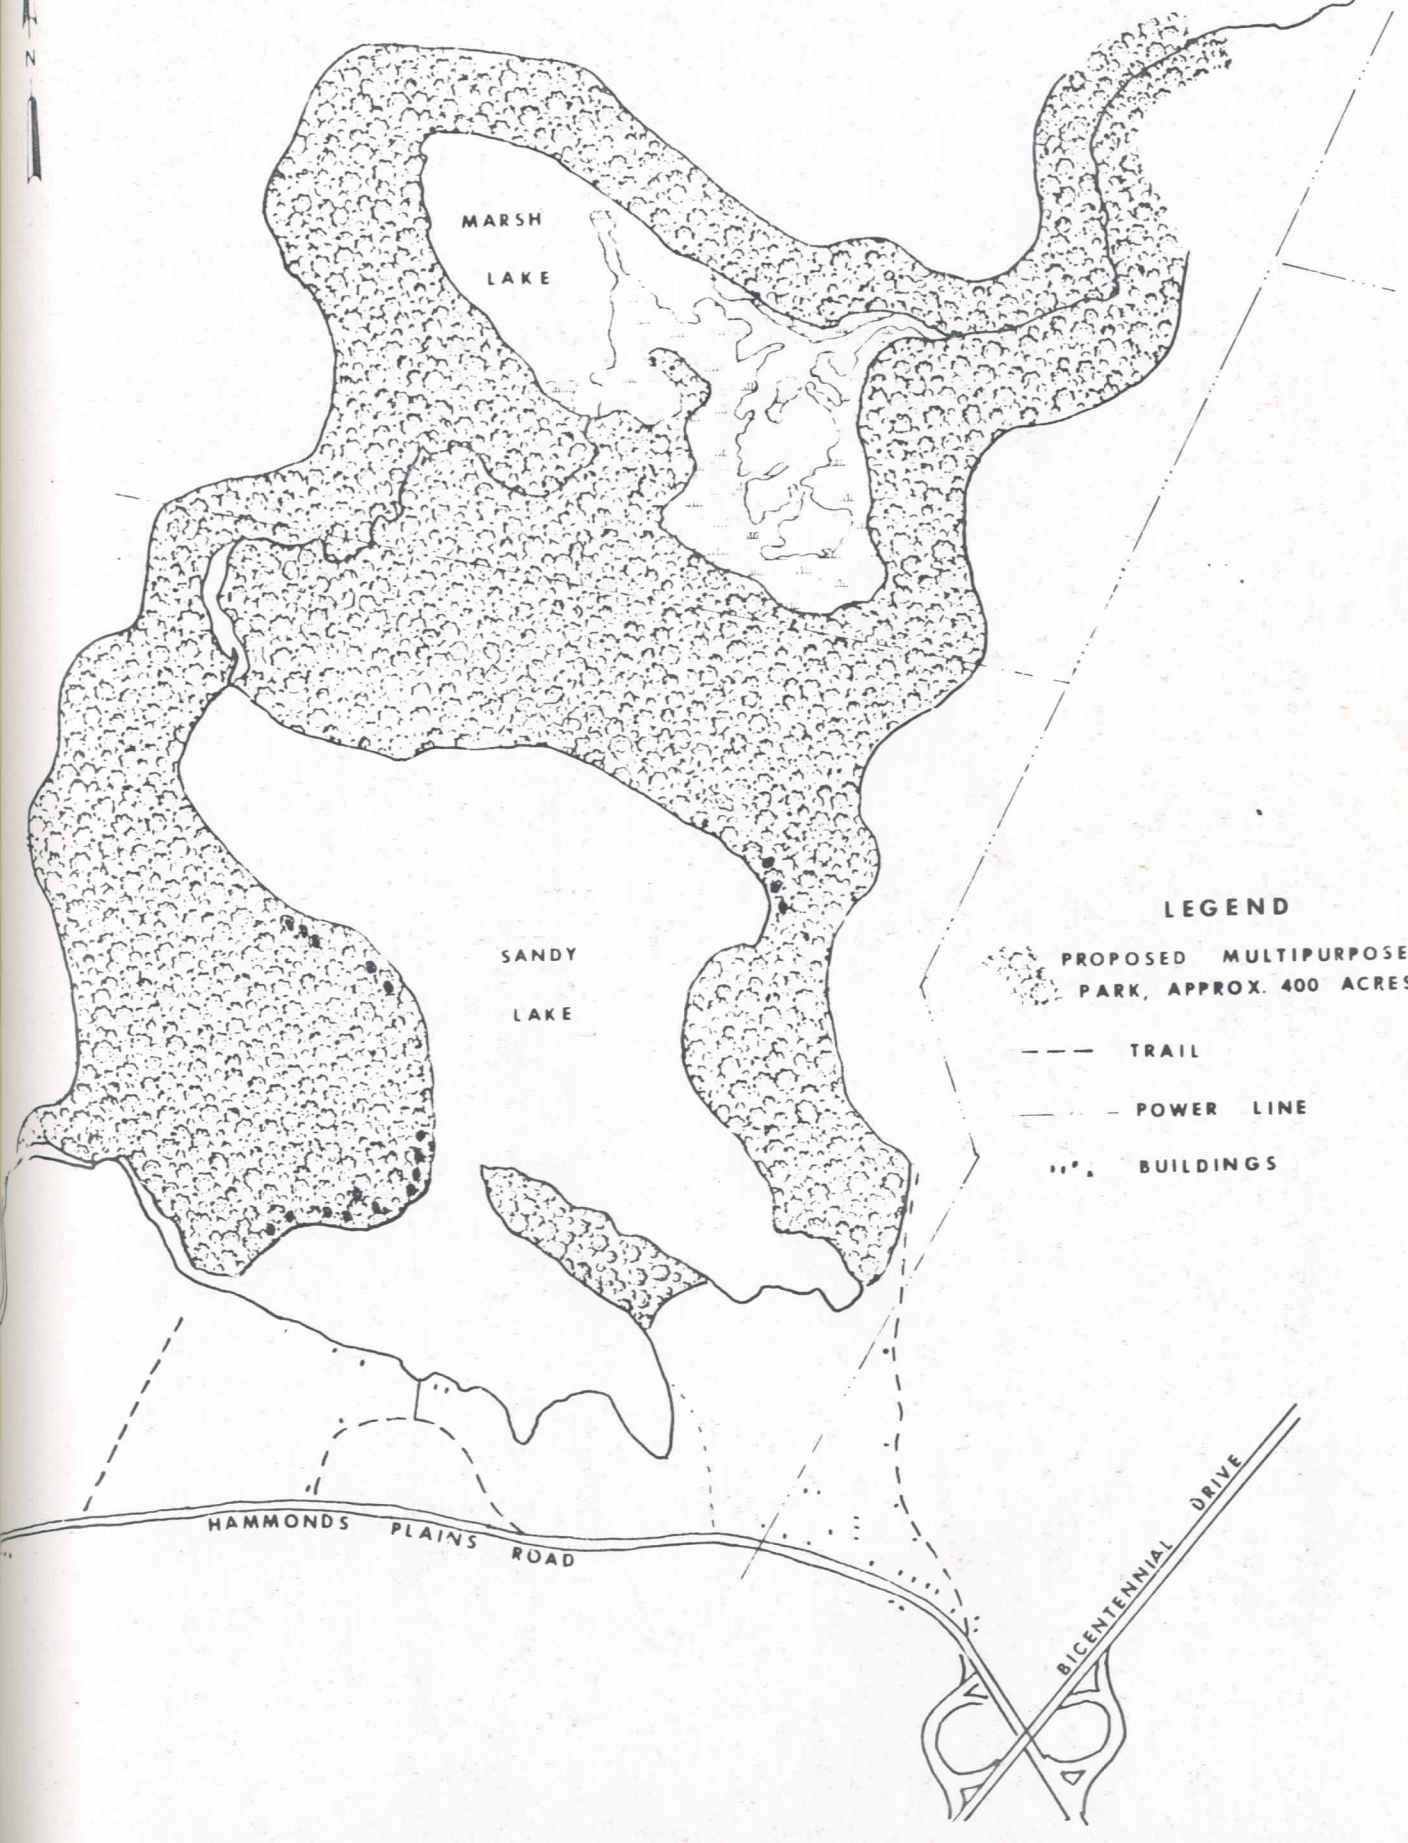 N
MARSH
LAKE
SANDY
LAKE
LEGEND
PROPOSED MULTIPURPOSE
PARK, APPROX. 400 ACRES
TRAIL
POWER LINE
BUILDINGS
HAMMONDS PLAINS ROAD
BICENTENNIAL DRIVE